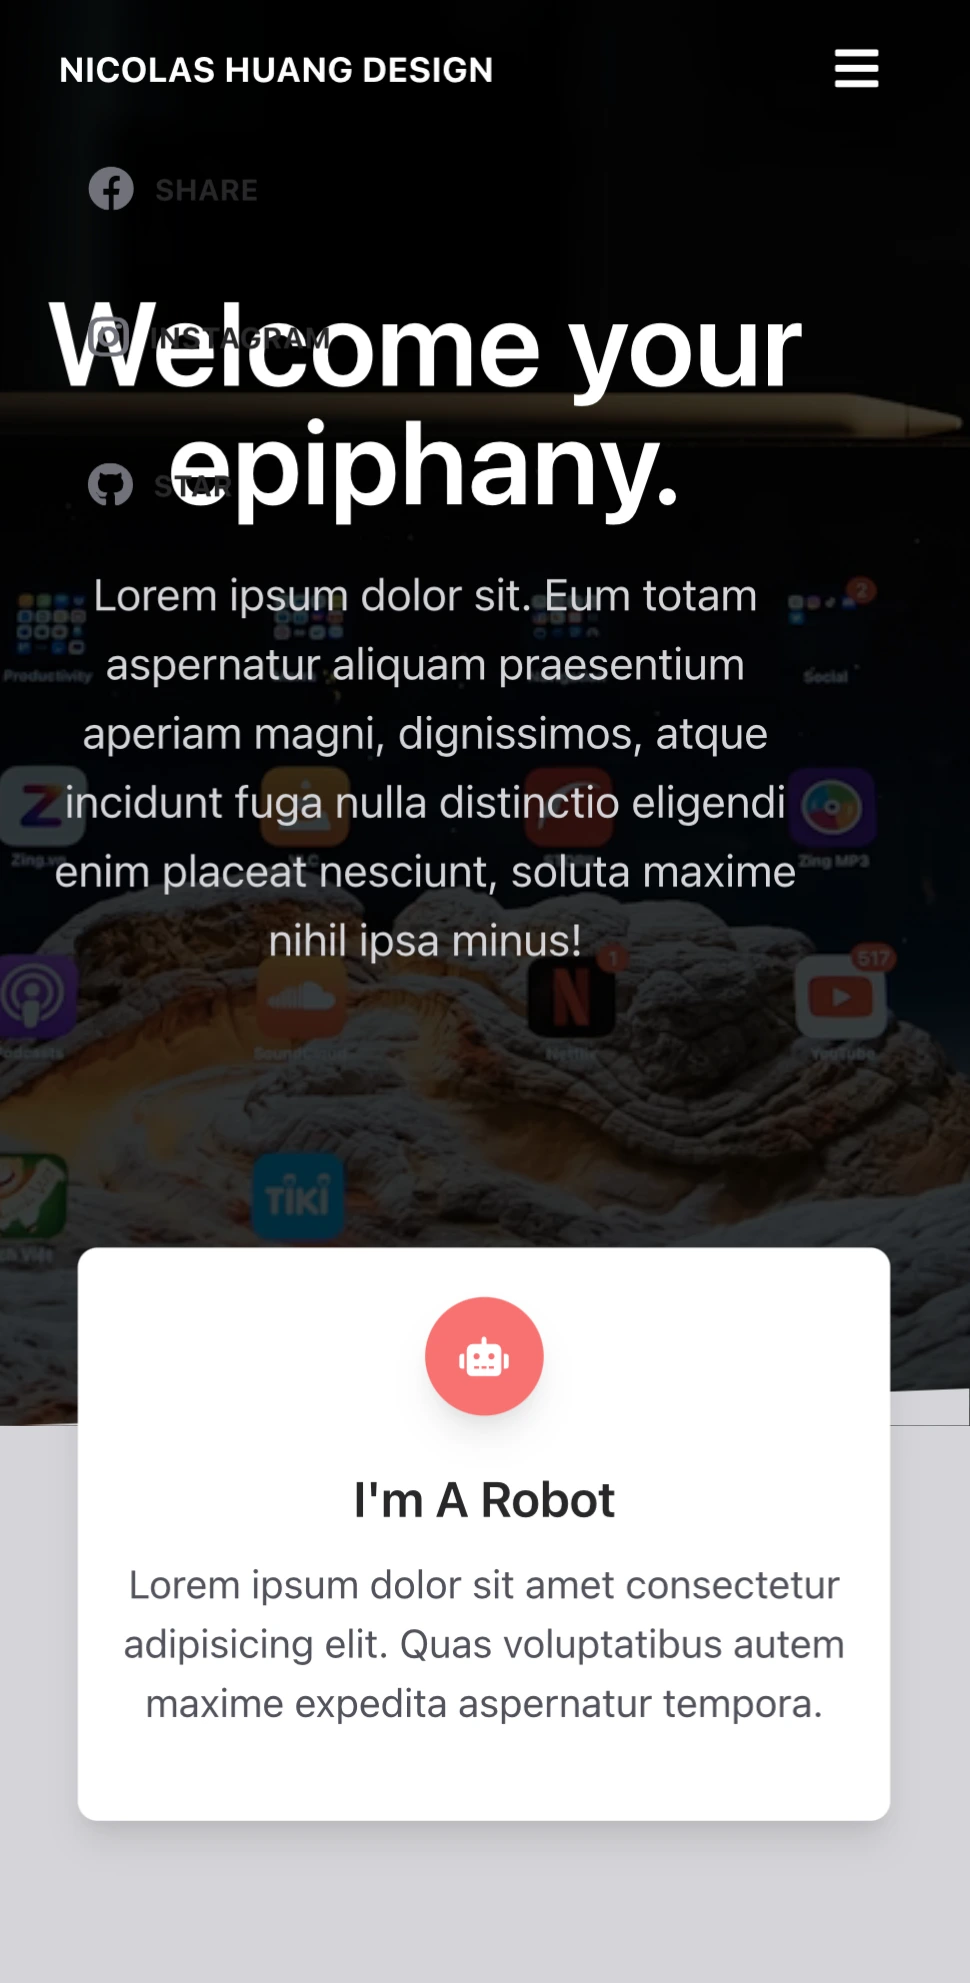 NICOLAS HUANG DESIGN
SHARE
Welcome your
INSTAGRAM
epiphany.
STAR
Lorem ipsum dolor sit. Eum totam
aspernatur aliquam praesentium
aperiam magni, dignissimos, atque
incidunt fuga nulla distinctio eligendi
enim placeat nesciunt, soluta maxime
nihil ipsa minus!
2
Productivity
Social
Z
Zing MP3
1
517
Podcasts
SoundCloud
Netflix
YouTube
TiKi
I'm A Robot
Lorem ipsum dolor sit amet consectetur
adipisicing elit. Quas voluptatibus autem
maxime expedita aspernatur tempora.